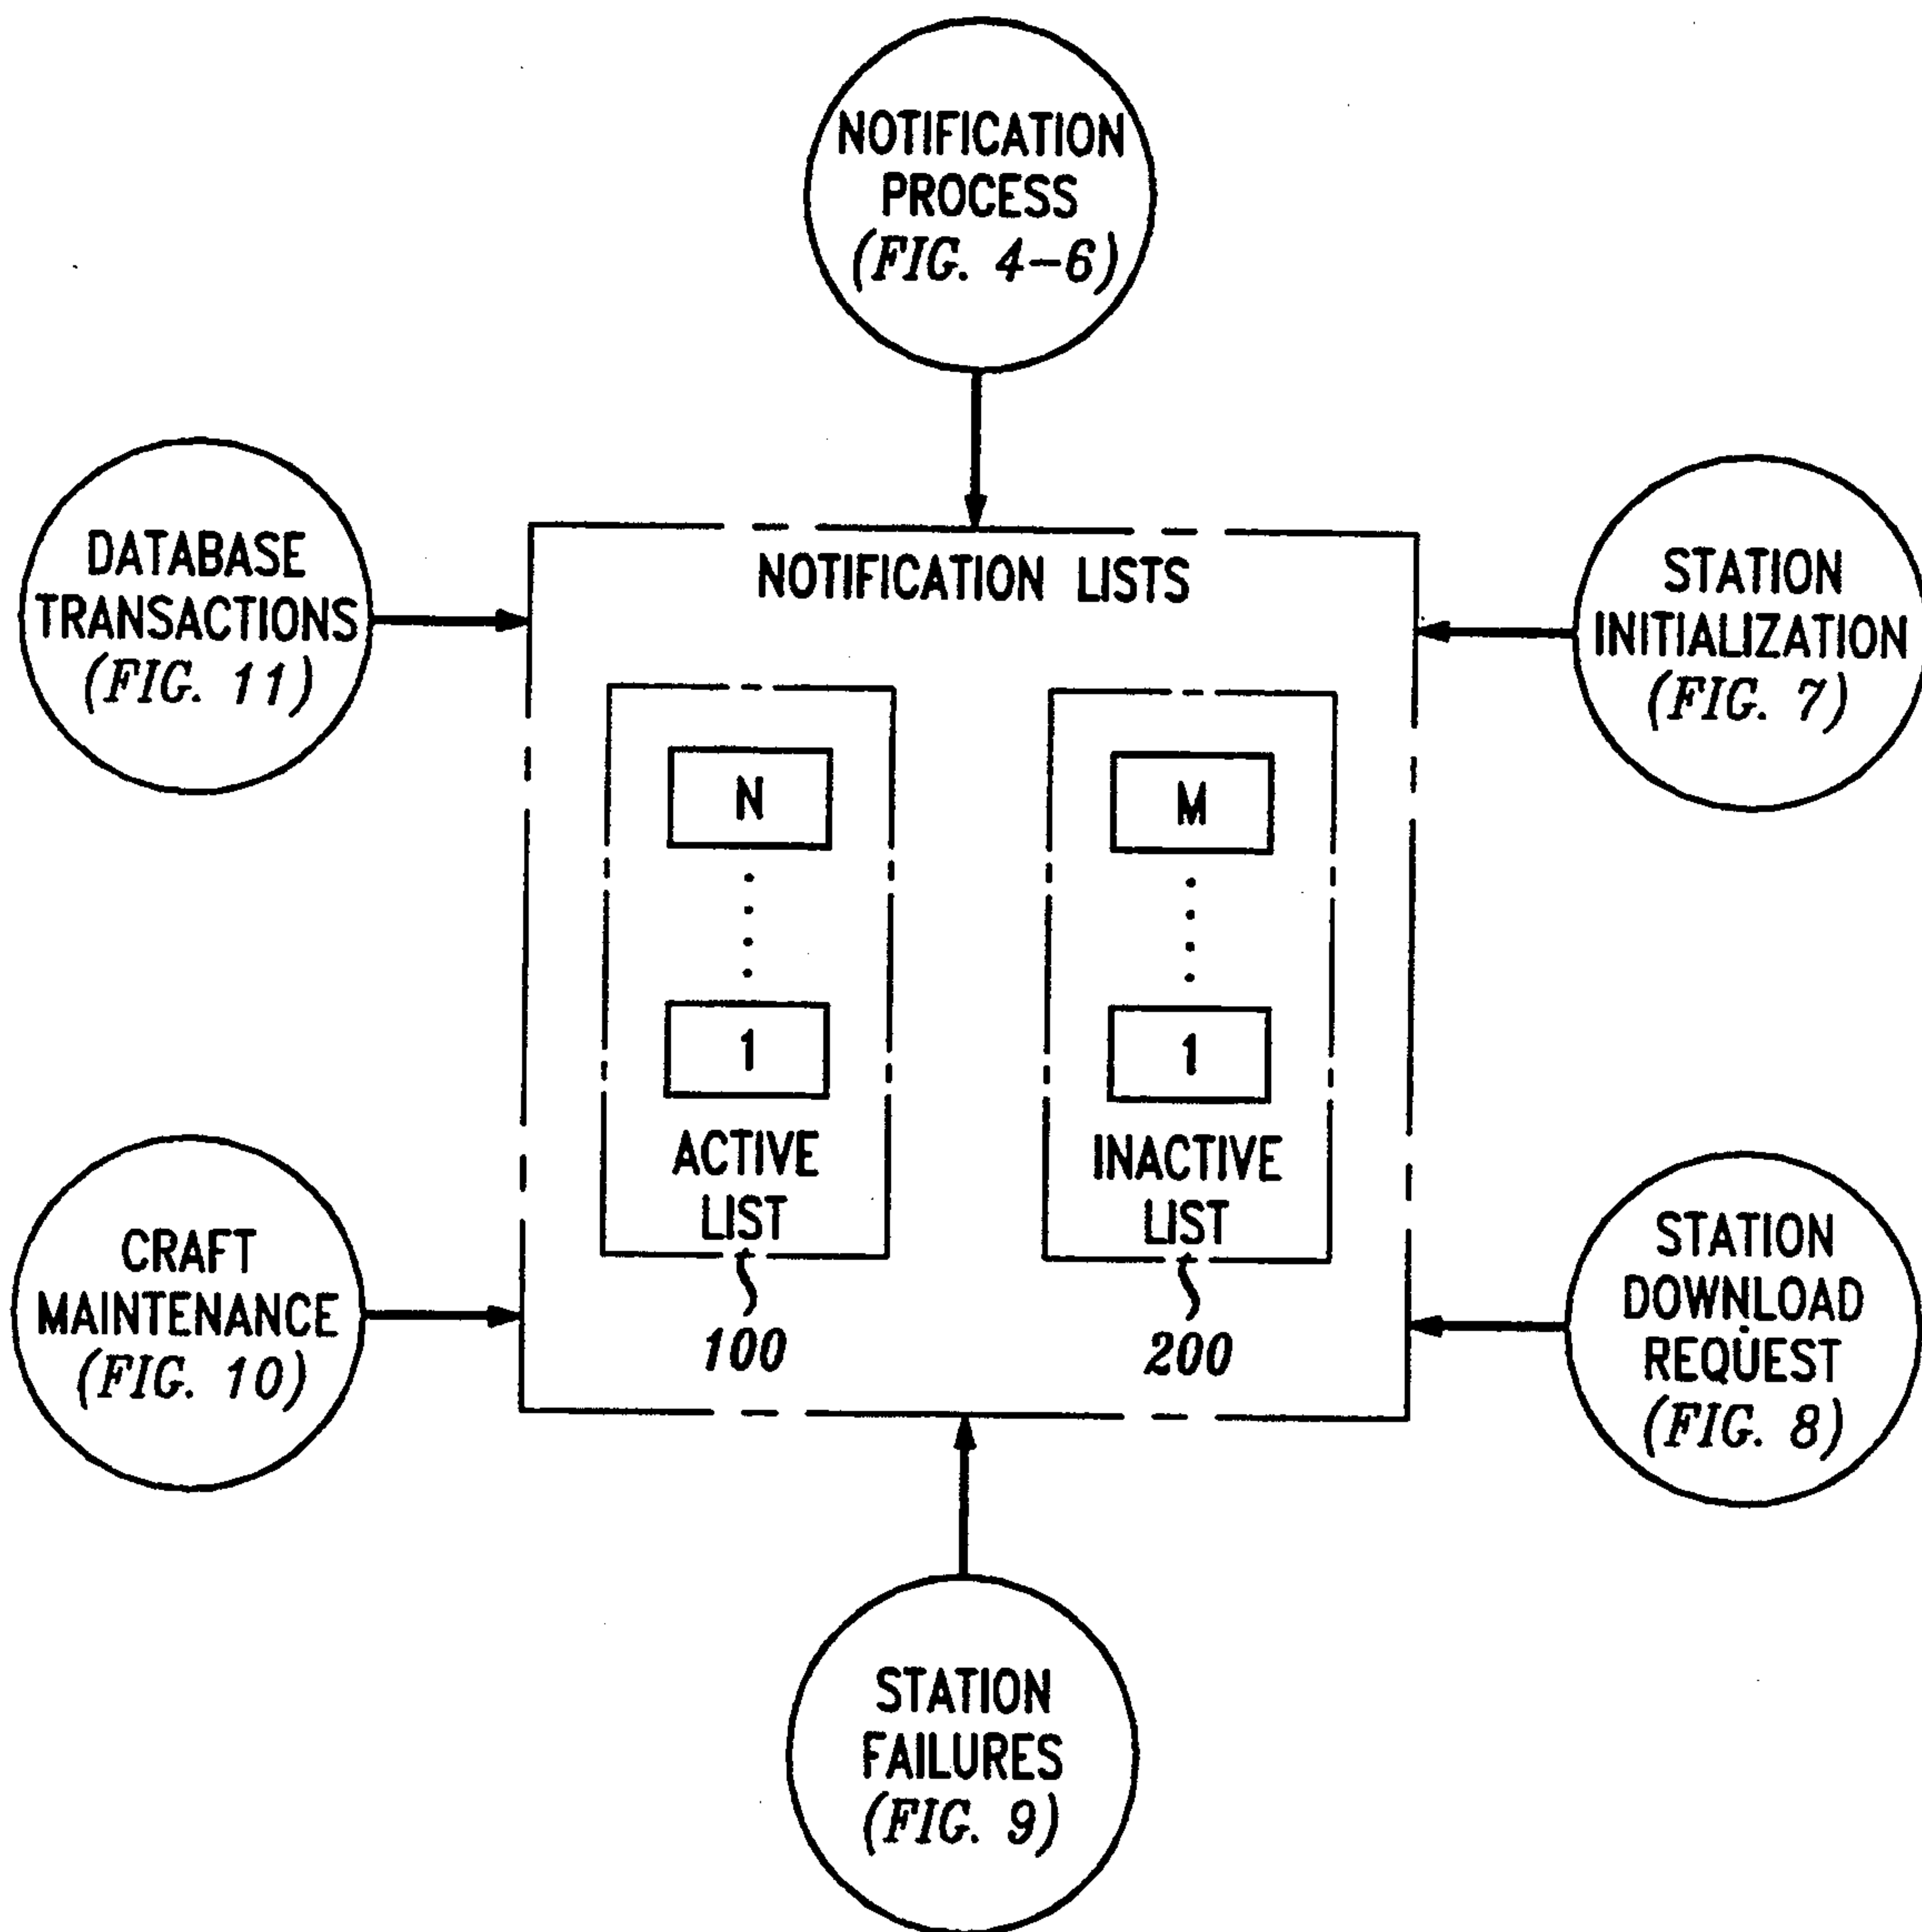 NOTIFICATION
PROCESS
(FIG. 4-6)
DATABASE
TRANSACTIONS
(FIG. 11)
NOTIFICATION LISTS
STATION
INITIALIZATION
(FIG. 7)
N
M
1
1
ACTIVE
LIST
INACTIVE
LIST
100
200
CRAFT
MAINTENANCE
(FIG. 10)
STATION
DOWNLOAD
REQUEST
(FIG. 8)
STATION
FAILURES
(FIG. 9)